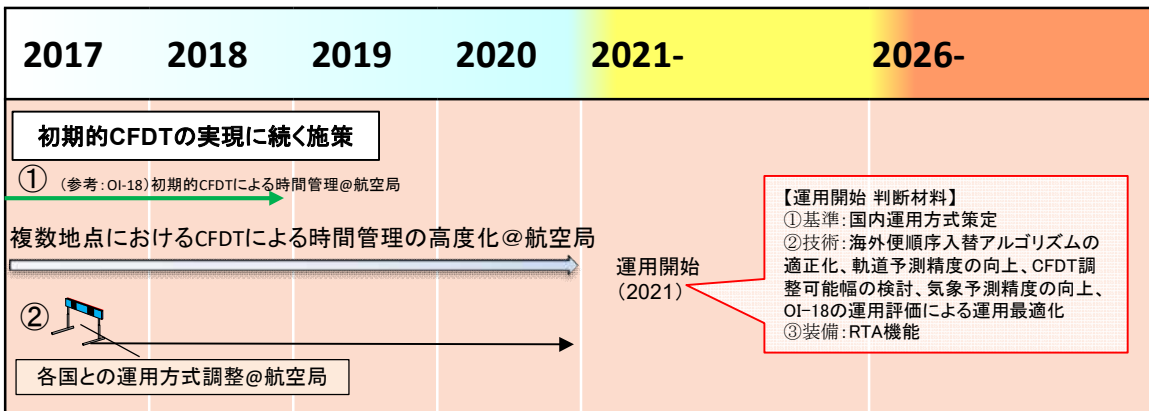 2017 2018 2019 2020 2021- 2026-
初期的CFDTの実現に続く施策
① (参考:OI-18)初期的CFDTによる時間管理@航空局
複数地点におけるCFDTによる時間管理の高度化@航空局
運用開始
(2021)
【運用開始 判断材料】
①基準:国内運用方式策定
②技術:海外便順序入替アルゴリズムの
適正化、軌道予測精度の向上、CFDT調
整可能幅の検討、気象予測精度の向上、
OI-18の運用評価による運用最適化
③装備:RTA機能
②
各国との運用方式調整@航空局